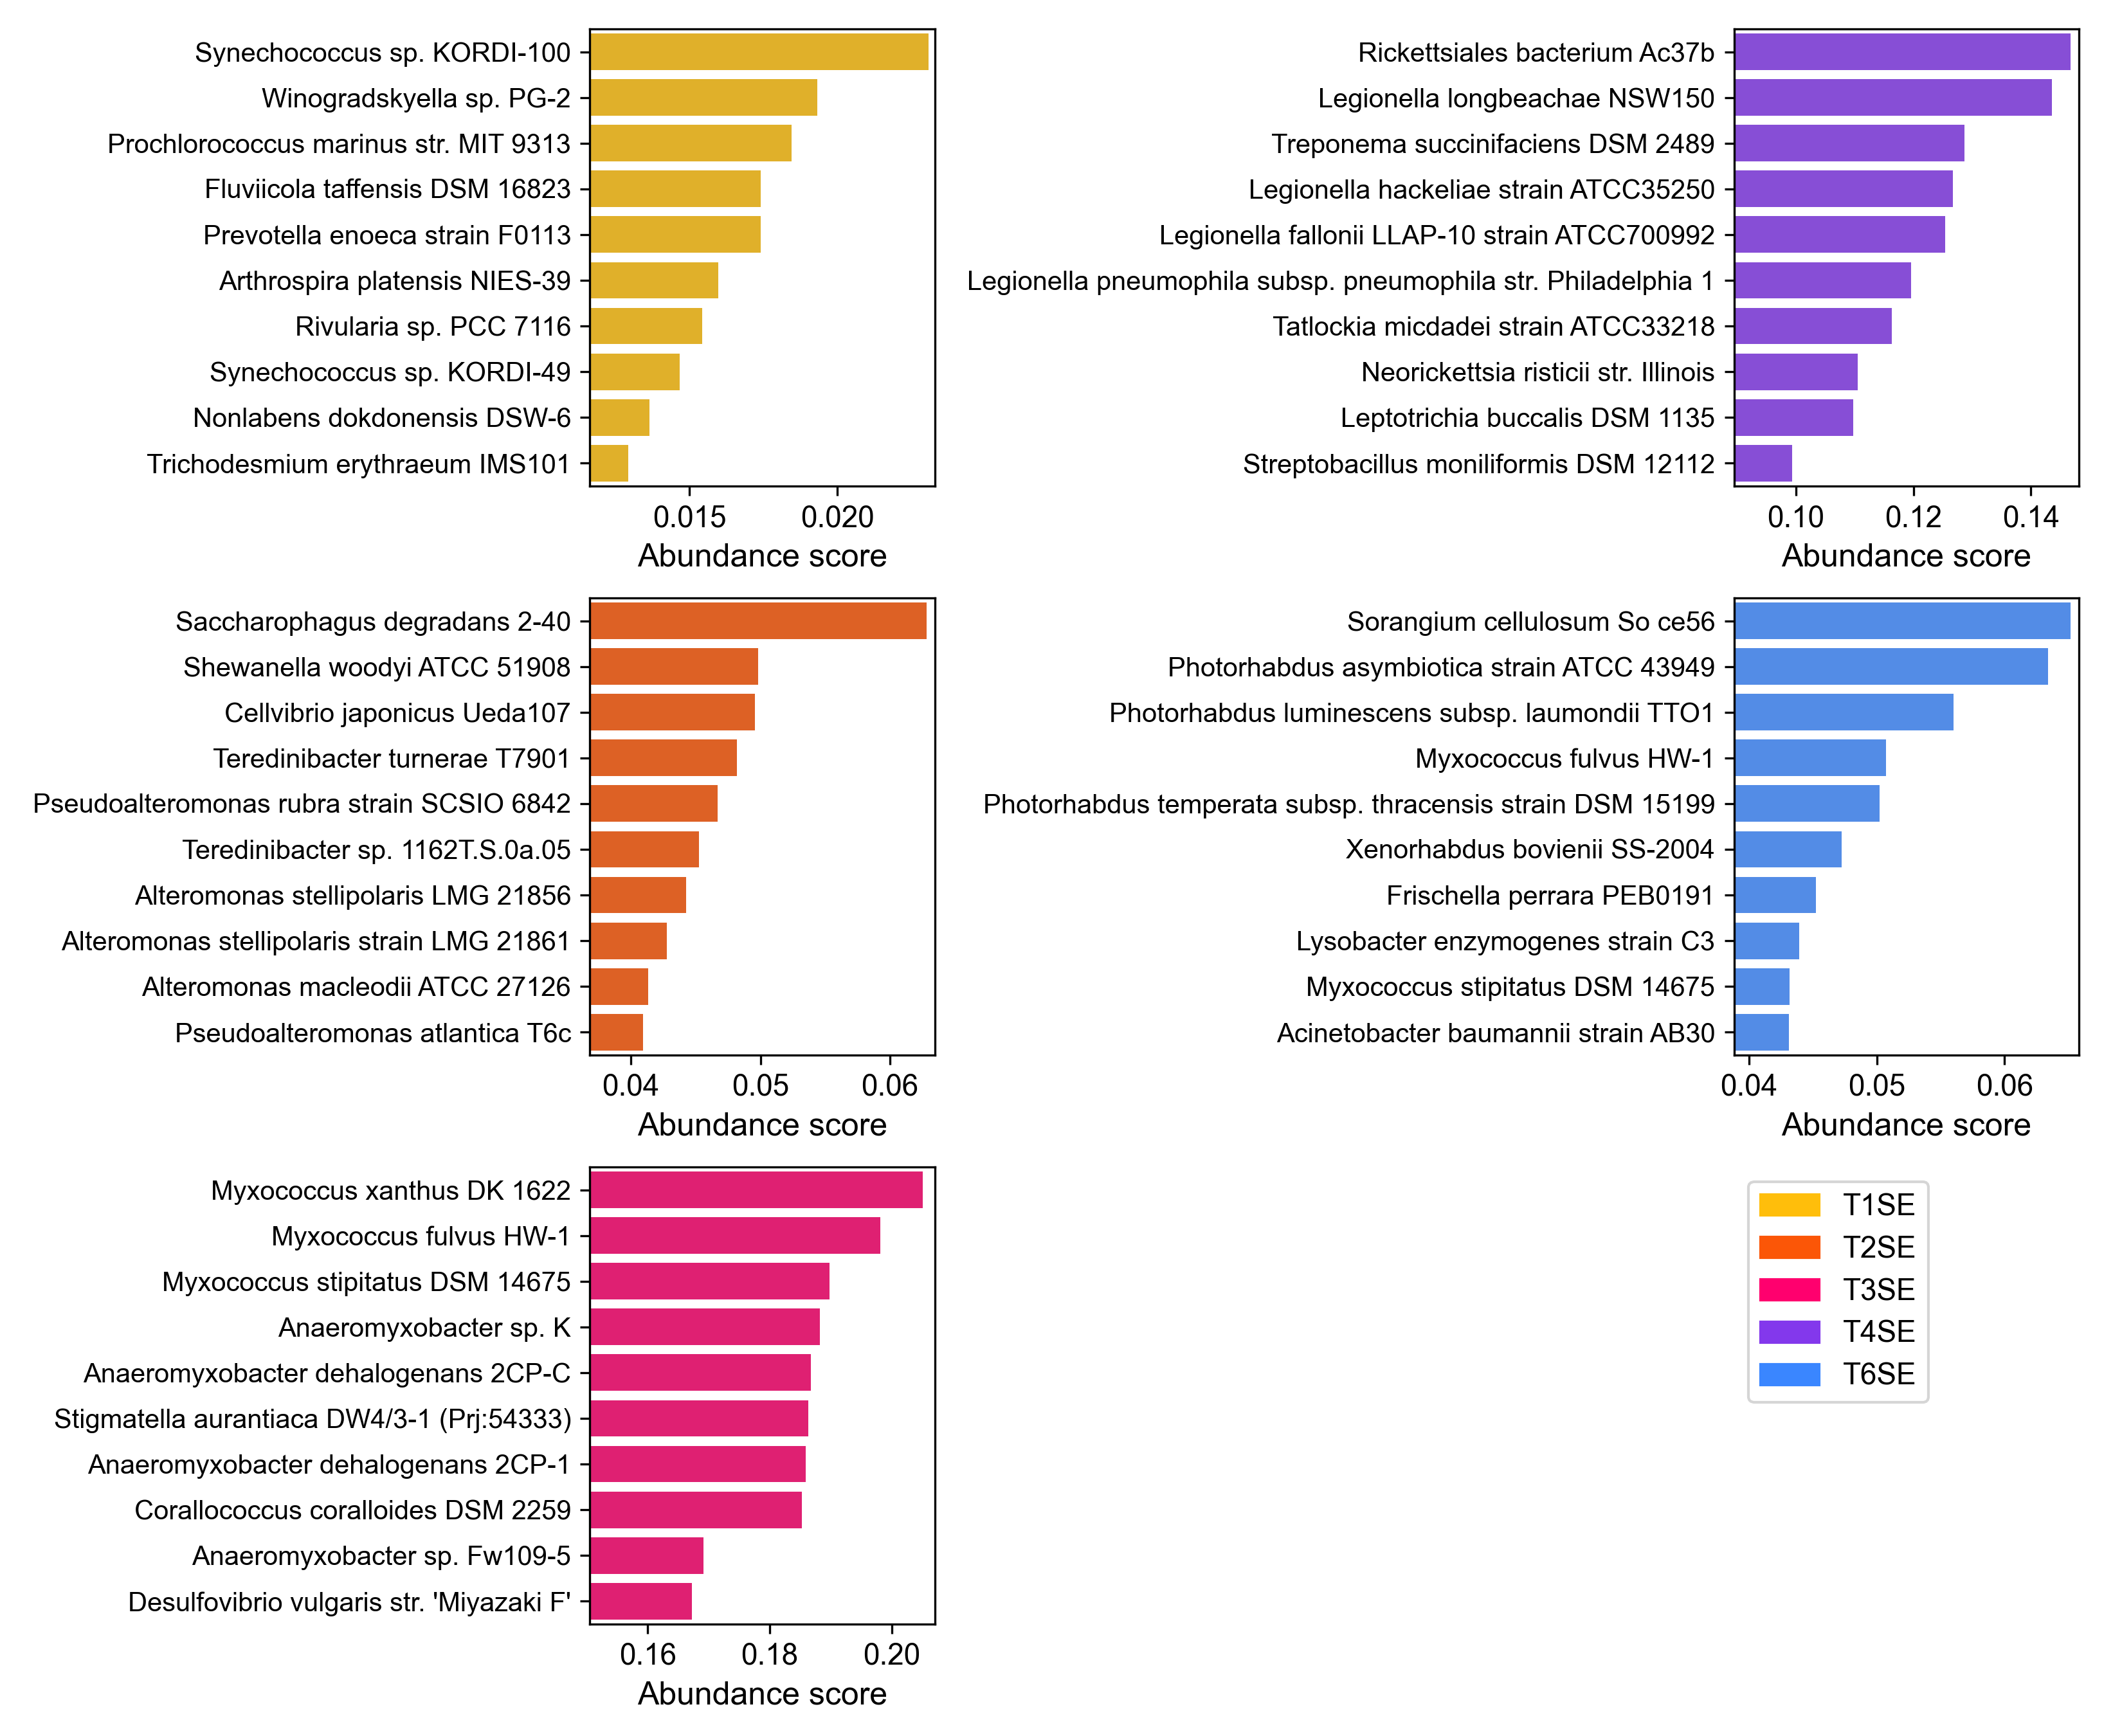 Synechococcus sp. KORDI-100
Winogradskyella sp. PG-2
Prochlorococcus marinus str. MIT 9313
Fluviicola taffensis DSM 16823
Prevotella enoeca strain F0113
Arthrospira platensis NIES-39
Rivularia sp. PCC 7116
Synechococcus sp. KORDI-49
Nonlabens dokdonensis DSW-6
Trichodesmium erythraeum IMS101
0.015 0.020
Abundance score
Rickettsiales bacterium Ac37b
Legionella longbeachae NSW150
Treponema succinifaciens DSM 2489
Legionella hackeliae strain ATCC35250
Legionella fallonii LLAP-10 strain ATCC700992
Legionella pneumophila subsp. pneumophila str. Philadelphia 1
Tatlockia micdadei strain ATCC33218
Neorickettsia risticii str. Illinois
Leptotrichia buccalis DSM 1135
Streptobacillus moniliformis DSM 12112
0.10 0.12 0.14
Abundance score
Saccharophagus degradans 2-40
Shewanella woodyi ATCC 51908
Cellvibrio japonicus Ueda107
Teredinibacter turnerae T7901
Pseudoalteromonas rubra strain SCSIO 6842
Teredinibacter sp. 1162T.S.0a.05
Alteromonas stellipolaris LMG 21856
Alteromonas stellipolaris strain LMG 21861
Alteromonas macleodii ATCC 27126
Pseudoalteromonas atlantica T6c
0.04 0.05 0.06
Abundance score
Sorangium cellulosum So ce56
Photorhabdus asymbiotica strain ATCC 43949
Photorhabdus luminescens subsp. laumondii TTO1
Myxococcus fulvus HW-1
Photorhabdus temperata subsp. thracensis strain DSM 15199
Xenorhabdus bovienii SS-2004
Frischella perrara PEB0191
Lysobacter enzymogenes strain C3
Myxococcus stipitatus DSM 14675
Acinetobacter baumannii strain AB30
0.04 0.05 0.06
Abundance score
Myxococcus xanthus DK 1622
Myxococcus fulvus HW-1
Myxococcus stipitatus DSM 14675
Anaeromyxobacter sp. K
Anaeromyxobacter dehalogenans 2CP-C
Stigmatella aurantiaca DW4/3-1 (Prj:54333)
Anaeromyxobacter dehalogenans 2CP-1
Corallococcus coralloides DSM 2259
Anaeromyxobacter sp. Fw109-5
Desulfovibrio vulgaris str. 'Miyazaki F'
0.16 0.18 0.20
Abundance score
T1SE
T2SE
T3SE
T4SE
T6SE